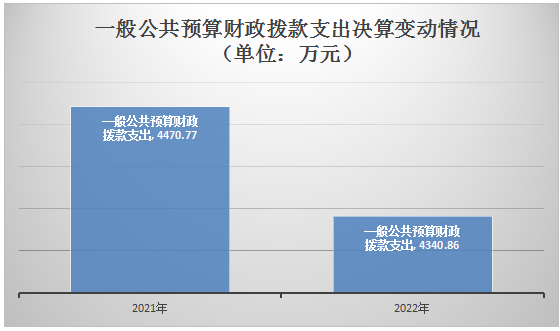 一般公共预算财政拨款支出决算变动情况
（单位：万元）
一般公共预算财政
拨款支出, 4470.77
一般公共预算财政
拨款支出, 4340.86
2021年
2022年